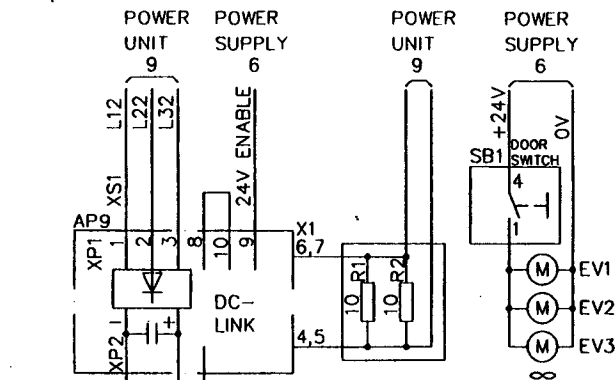 POWER
UNIT
9
POWER
SUPPLY
6
POWER
UNIT
9
POWER
SUPPLY
6
L12
L22
L32
24V ENABLE
+24V
0V
XS1
SB1
DOOR
SWITCH
4
1
AP9
XP1
1
2
3
8
10
9
X1
6,7
R1
10
R2
10
DC-
LINK
4,5
XP2
1
+
M
EV1
M
EV2
M
EV3
∞